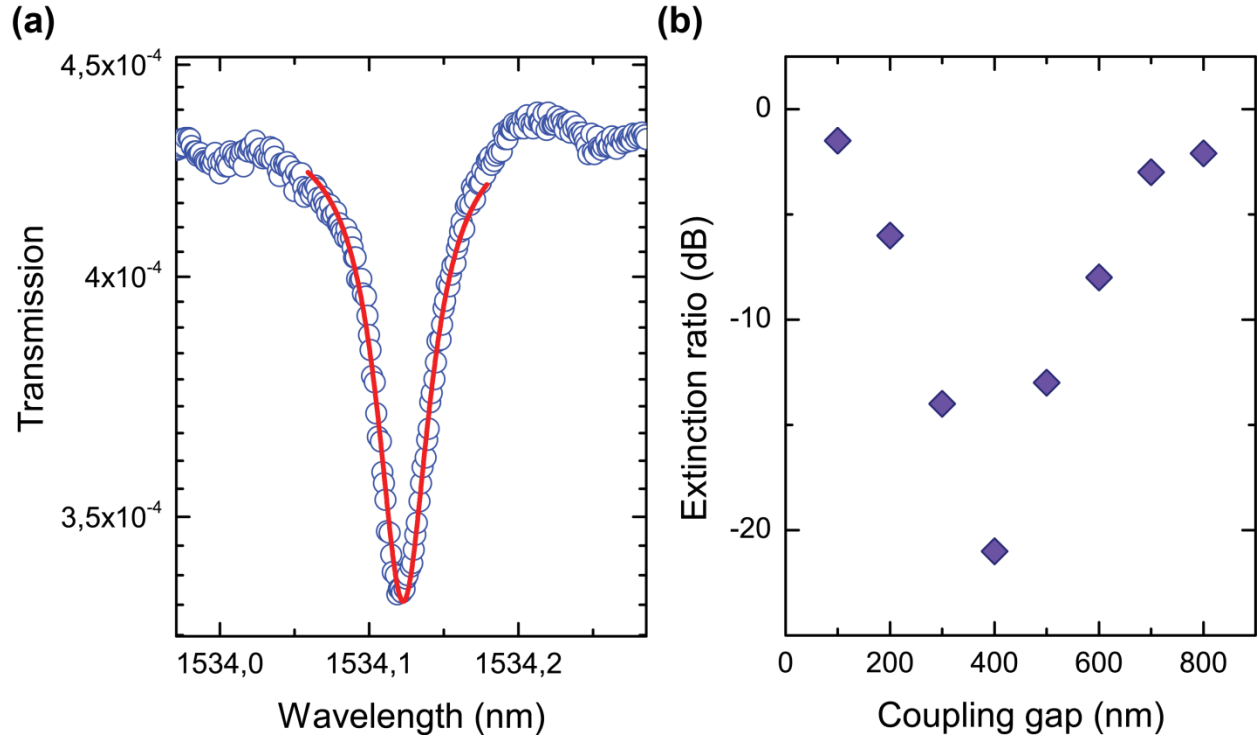 (a)
4,5x10⁻⁴
4x10⁻⁴
3,5x10⁻⁴
Transmission
1534,0 1534,1 1534,2
Wavelength (nm)
(b)
0
-10
-20
Extinction ratio (dB)
0 200 400 600 800
Coupling gap (nm)